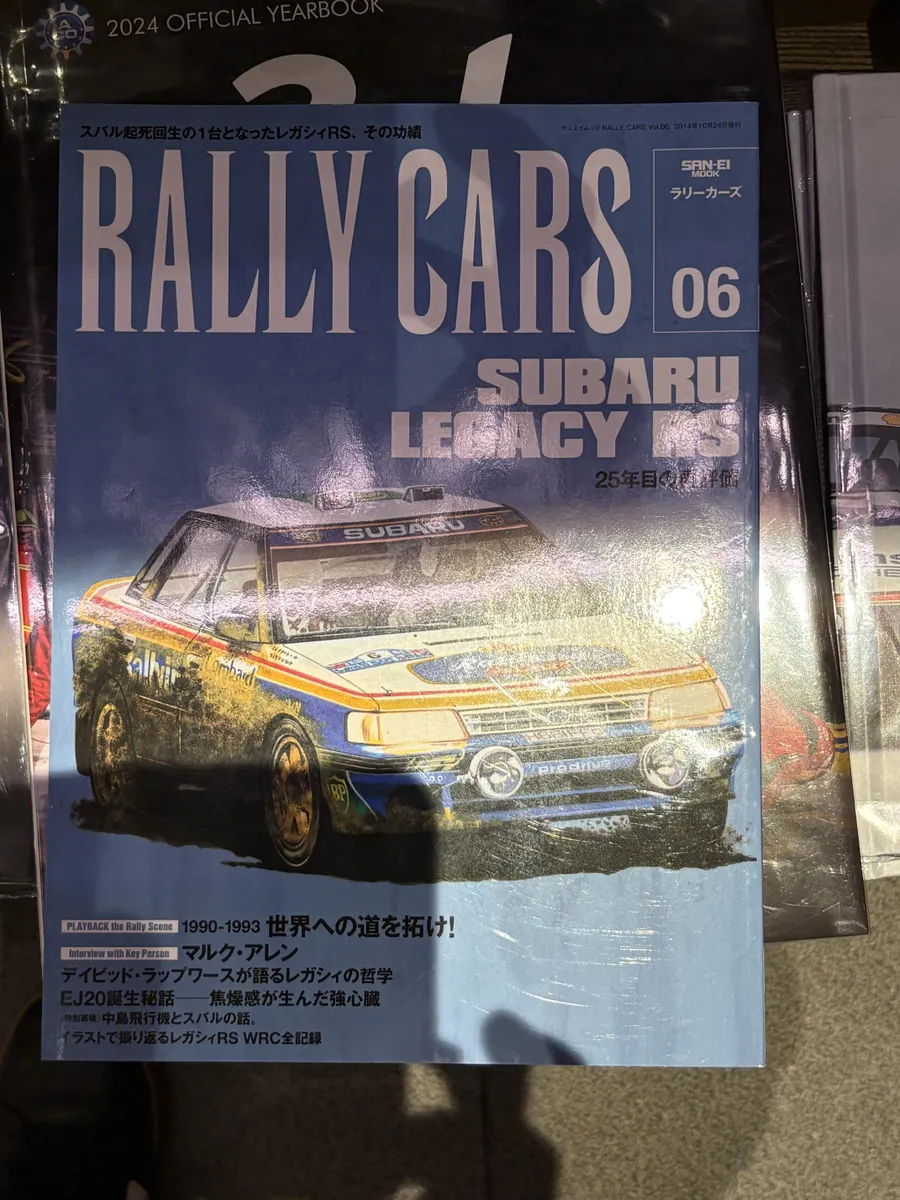 2024 OFFICIAL YEARBOOK
スバル起死回生の1台となったレガシィRS、その功績
サンエイムック RALLY CARS Vol.06 2014年10月24日発行
RALLY CARS
SAN-EI
MOOK
ラリーカーズ
06
SUBARU
LEGACY RS
25年目の再評価
SUBARU
Lombard
prodrive
BP
PLAYBACK the Rally Scene 1990-1993 世界への道を拓け!
Interview with Key Person マルク・アレン
デイビッド・ラップワースが語るレガシィの哲学
EJ20誕生秘話──焦燥感が生んだ強心臓
特別寄稿 中島飛行機とスバルの話。
イラストで振り返るレガシィRS WRC全記録